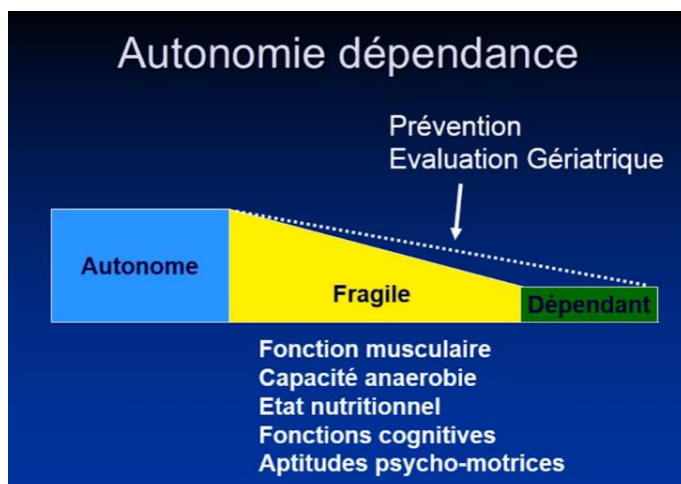 Autonomie dépendance
Prévention
Evaluation Gériatrique
Autonome
Fragile
Dépendant
Fonction musculaire
Capacité anaerobie
Etat nutritionnel
Fonctions cognitives
Aptitudes psycho-motrices